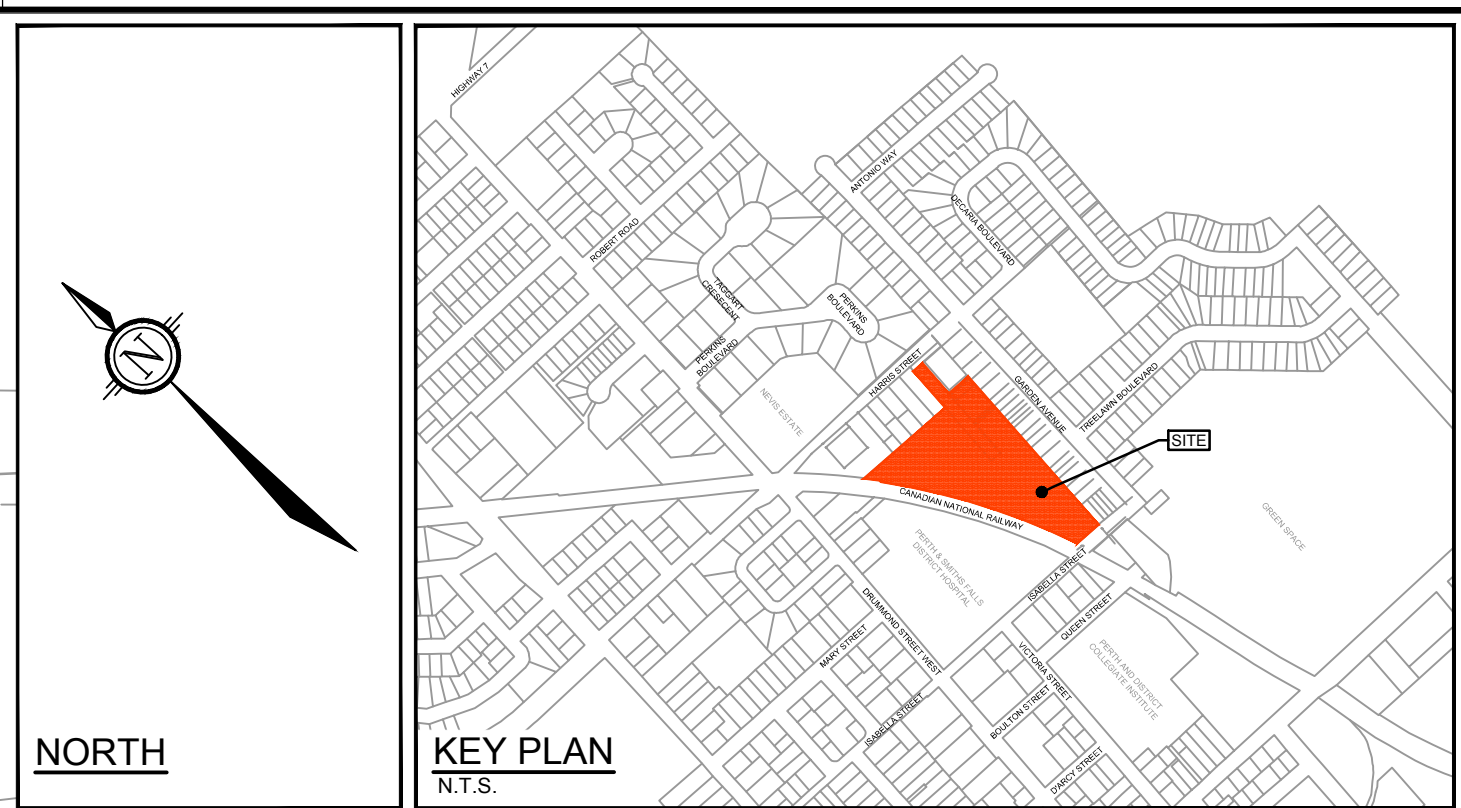 HIGHWAY 7
ANTONIO WAY
DECARIA BOULEVARD
ROBERT ROAD
TAGGART
CRESECENT
PERKINS
BOULEVARD
PERKINS
BOULEVARD
HARRIS STREET
NEVIS ESTATE
GARDEN AVENUE
TREELAWN BOULEVARD
SITE
CANADIAN NATIONAL RAILWAY
GREEN SPACE
PERTH & SMITHS FALLS
DISTRICT HOSPITAL
ISABELLA STREET
QUEEN STREET
DRUMMOND STREET WEST
MARY STREET
VICTORIA STREET
PERTH AND DISTRICT
COLLEGIATE INSTITUTE
BOULTON STREET
ISABELLA STREET
D'ARCY STREET
N
NORTH
KEY PLAN
N.T.S.